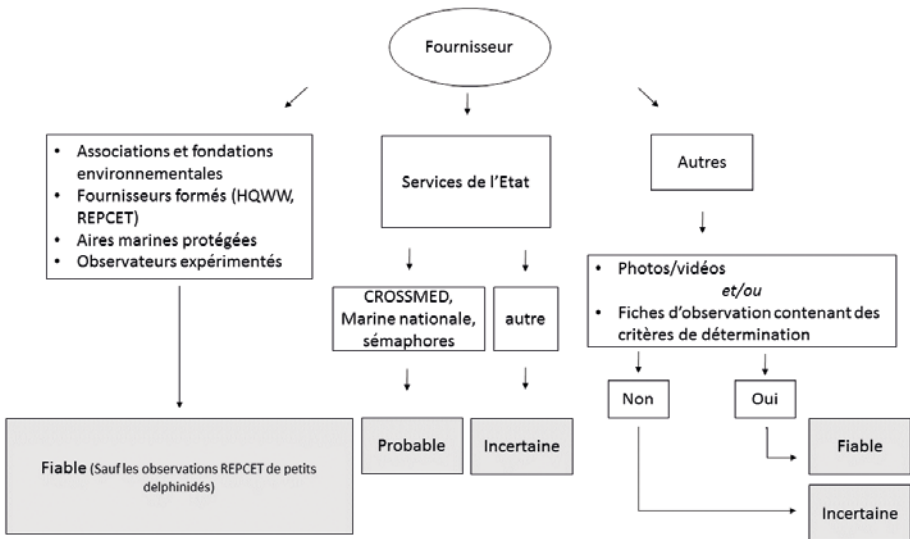 Fournisseur
• Associations et fondations
environnementales
• Fournisseurs formés (HQWW,
REPCET)
• Aires marines protégées
• Observateurs expérimentés
Services de l'Etat
Autres
CROSSMED,
Marine nationale,
sémaphores
autre
• Photos/vidéos
et/ou
• Fiches d'observation contenant des
critères de détermination
Non
Oui
Fiable (Sauf les observations REPCET de petits
delphinidés)
Probable
Incertaine
Fiable
Incertaine